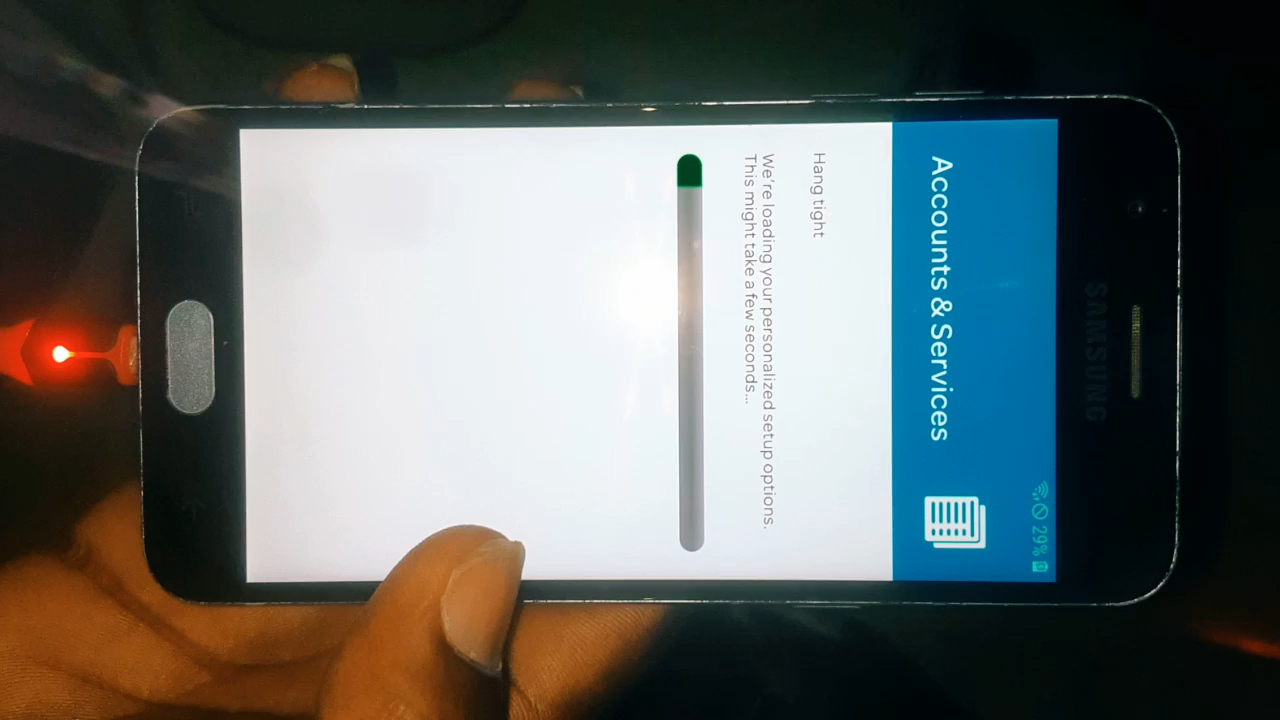 SAMSUNG
29%
Accounts & Services
Hang tight
We're loading your personalized setup options.
This might take a few seconds...